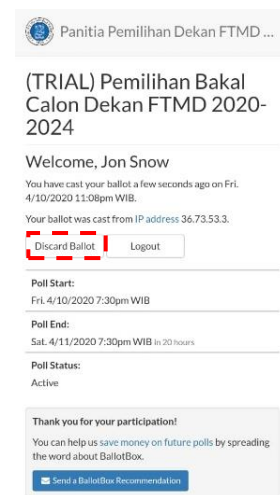 Panitia Pemilihan Dekan FTMD ...
(TRIAL) Pemilihan Bakal
Calon Dekan FTMD 2020-
2024
Welcome, Jon Snow
You have cast your ballot a few seconds ago on Fri.
4/10/2020 11:08pm WIB.
Your ballot was cast from IP address 36.73.53.3.
Discard Ballot Logout
Poll Start:
Fri. 4/10/2020 7:30pm WIB
Poll End:
Sat. 4/11/2020 7:30pm WIB in 20 hours
Poll Status:
Active
Thank you for your participation!
You can help us save money on future polls by spreading
the word about BallotBox.
Send a BallotBox Recommendation